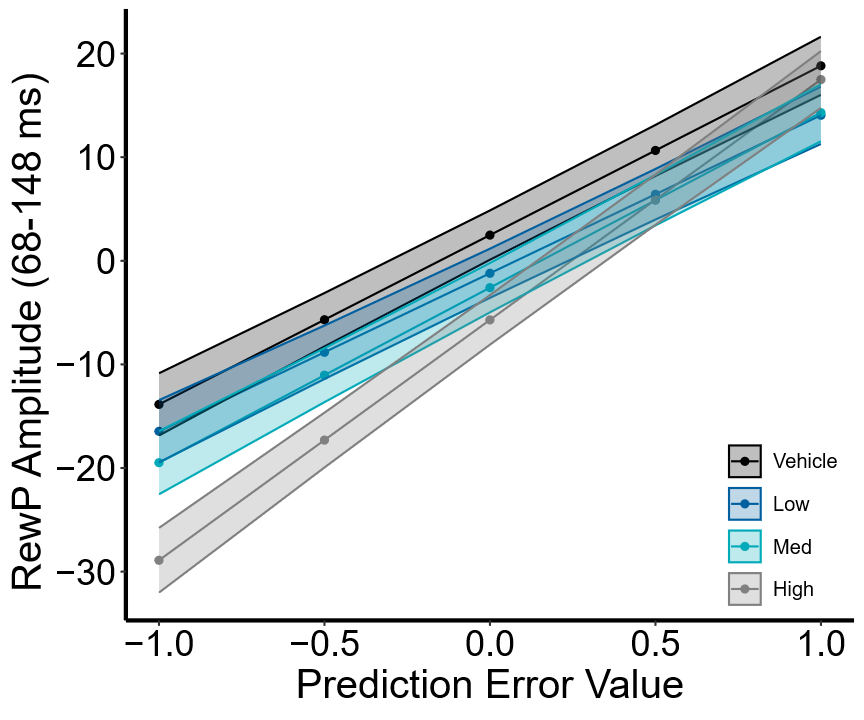 RewP Amplitude (68-148 ms)
20
10
0
−10
−20
−30
Vehicle
Low
Med
High
−1.0 −0.5 0.0 0.5 1.0
Prediction Error Value